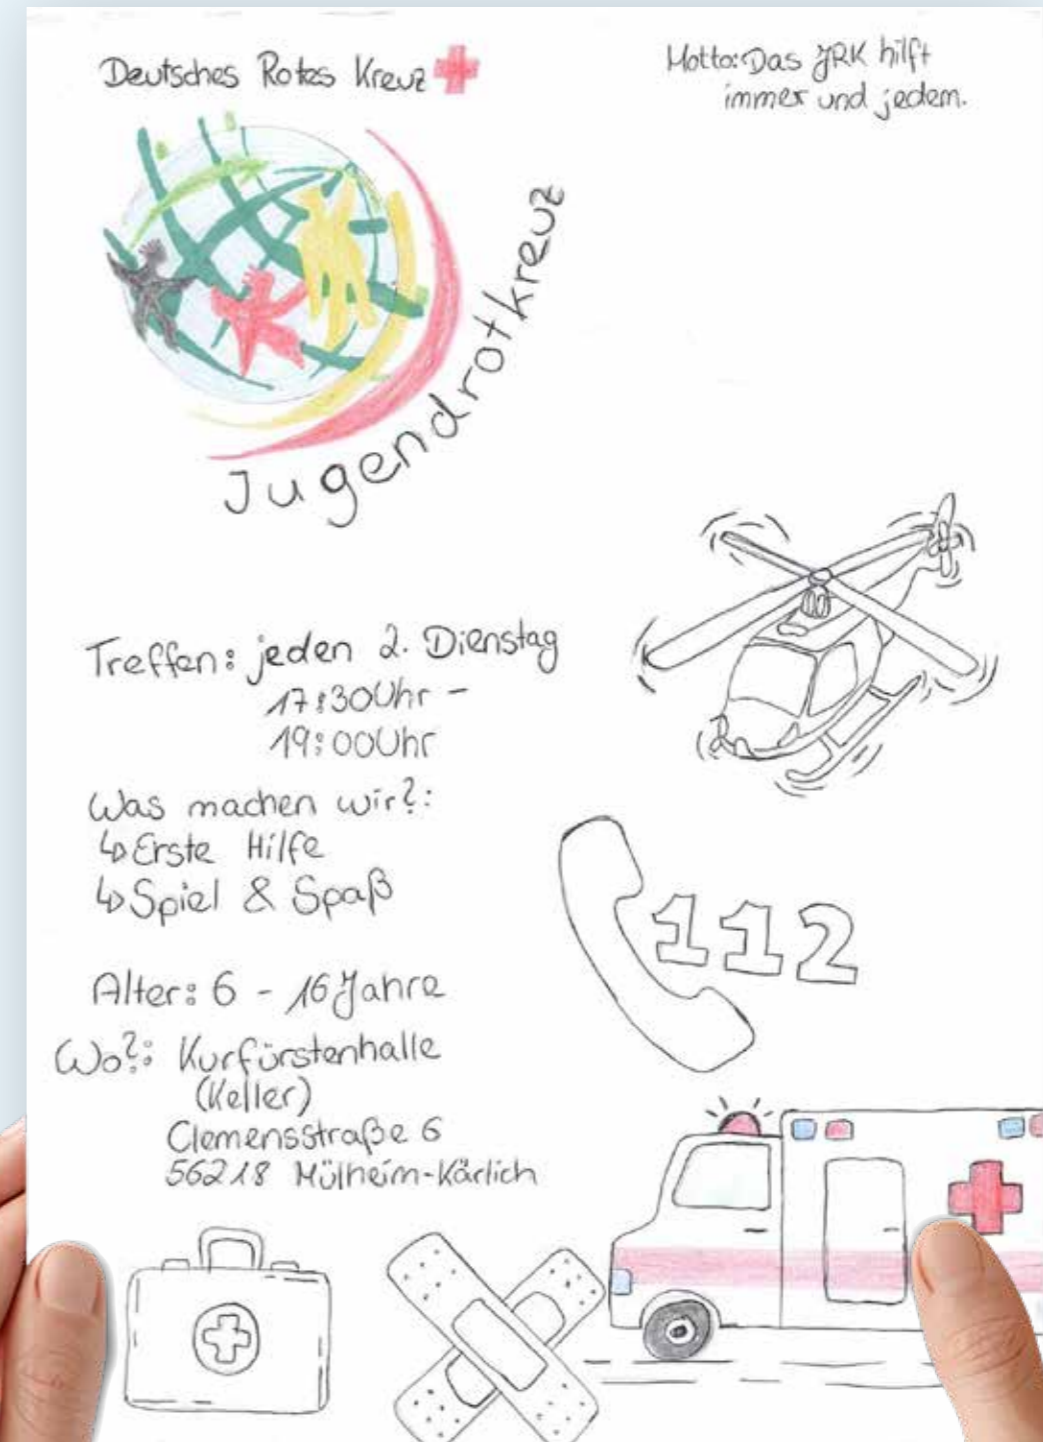 Deutsches Rotes Kreuz
Motto: Das JRK hilft
immer und jedem.
Jugendrotkreuz
Treffen: jeden 2. Dienstag
17:30Uhr -
19:00Uhr
Was machen wir?:
↳ Erste Hilfe
↳ Spiel & Spaß
112
Alter: 6 - 16 Jahre
Wo?: Kurfürstenhalle
(Keller)
Clemensstraße 6
56218 Mülheim-Kärlich